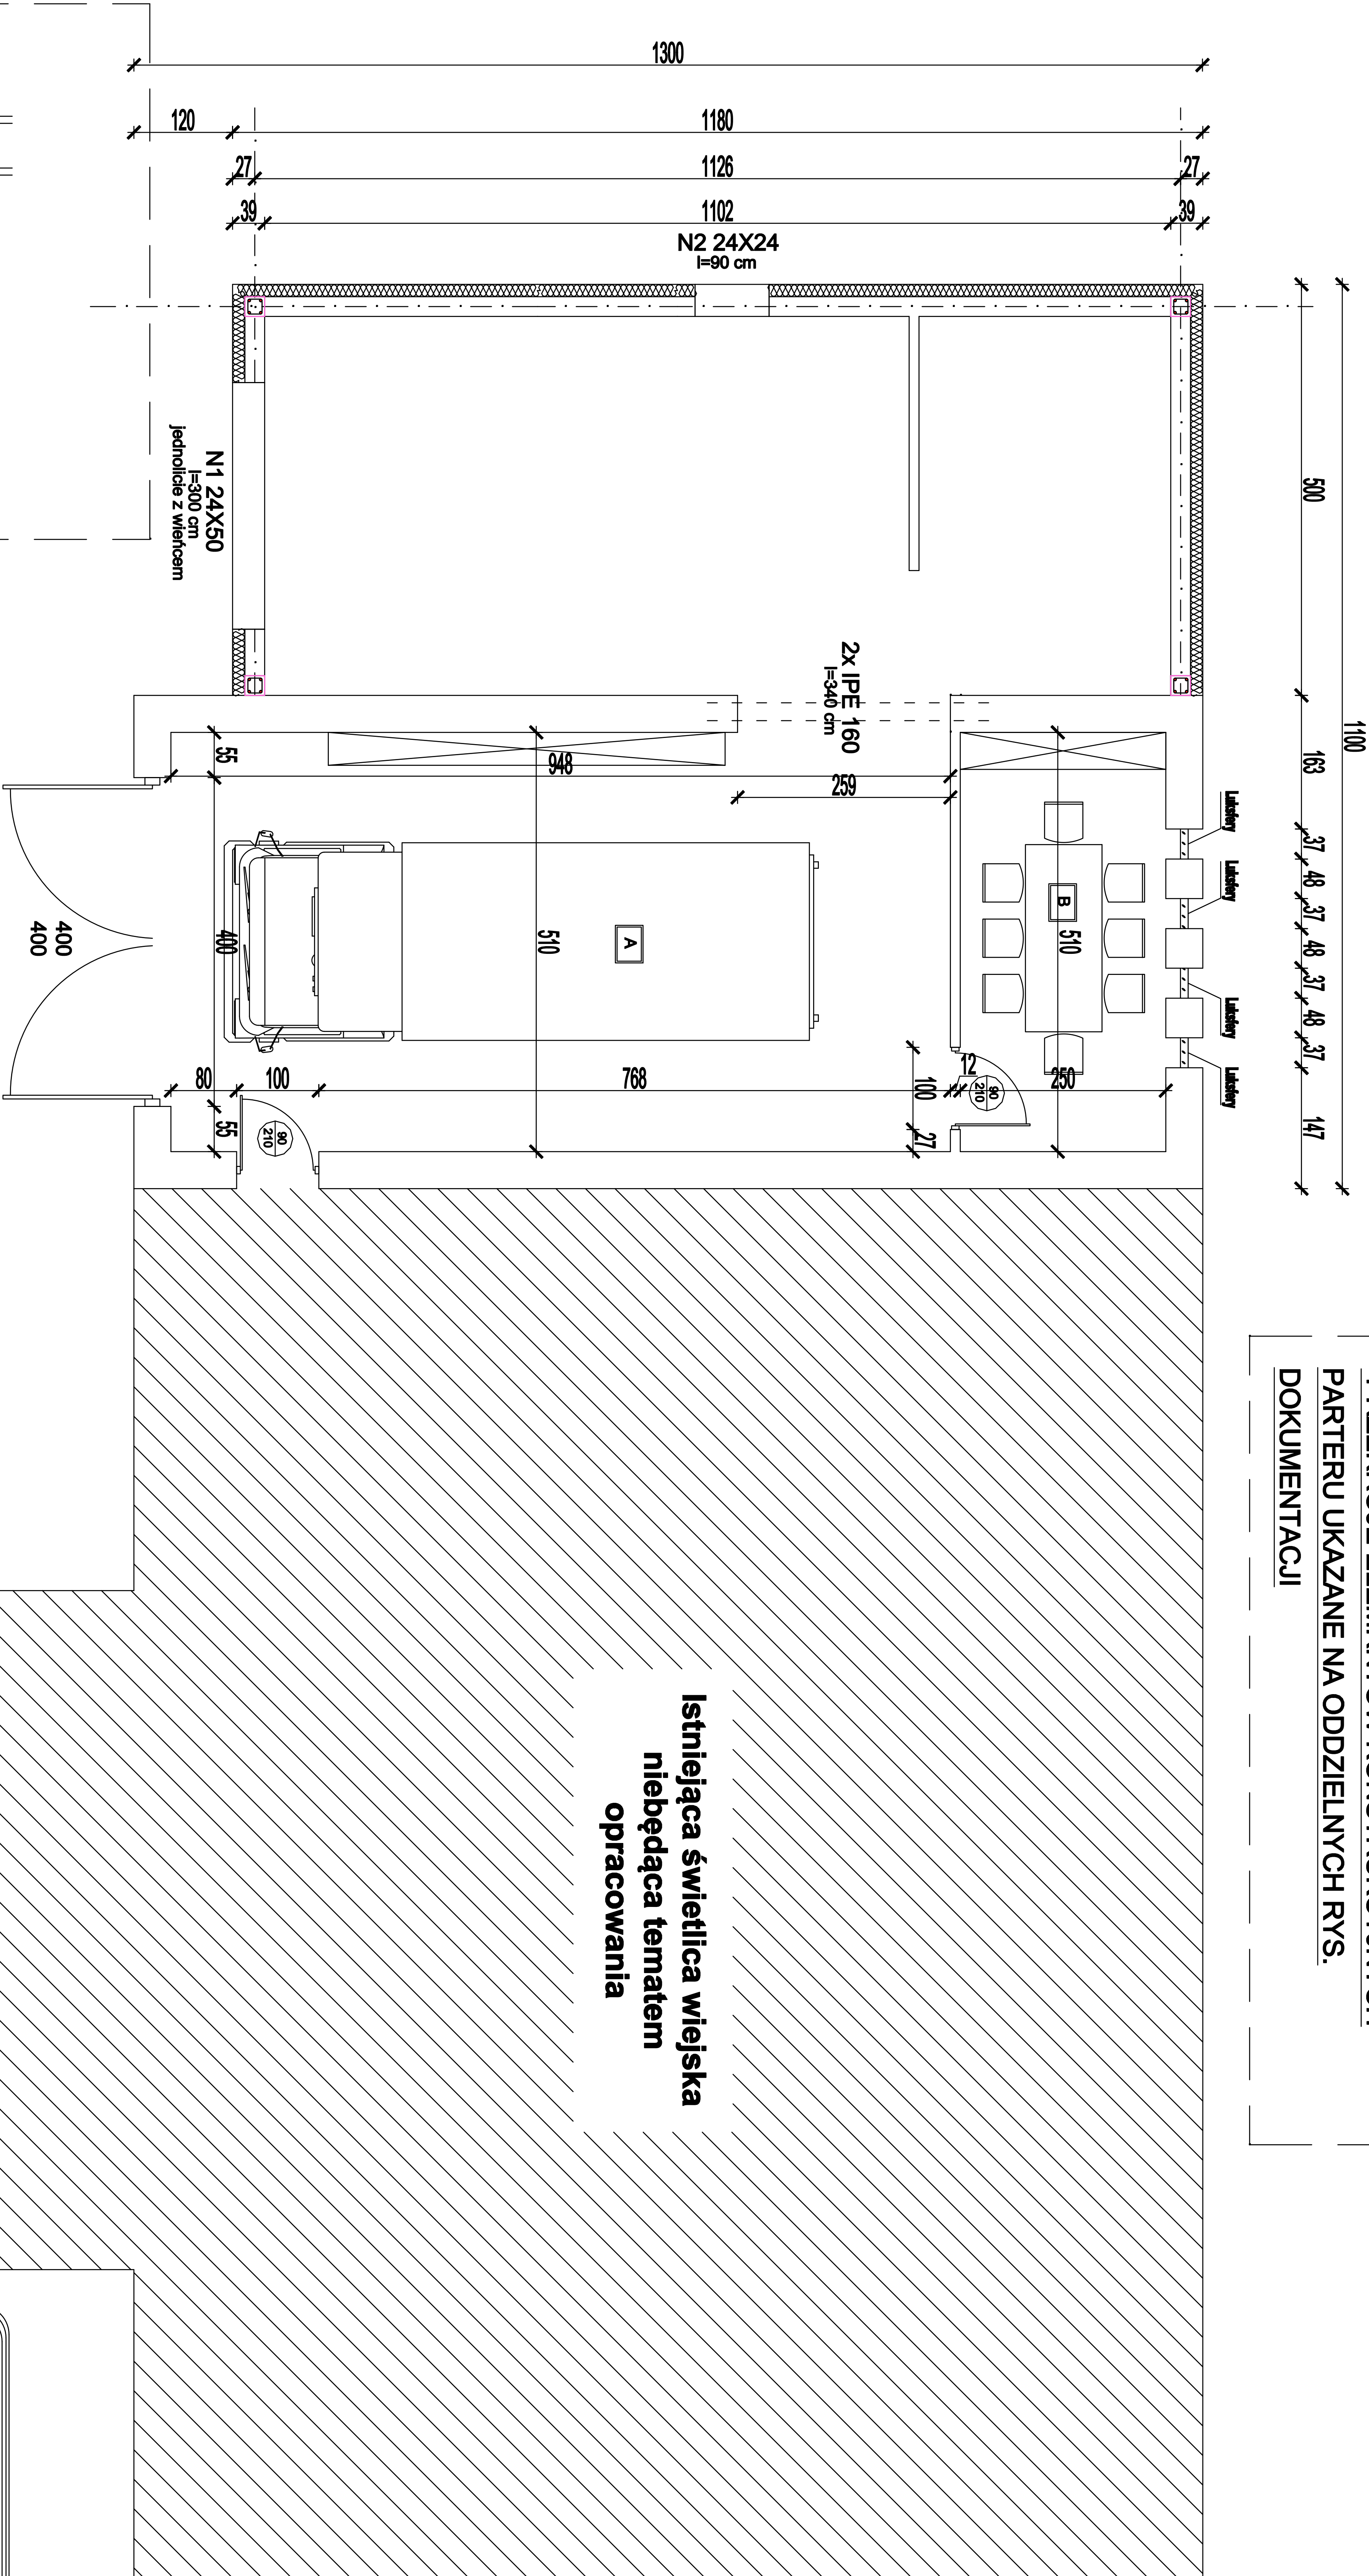 1300
120
1180
27
1126
27
39
1102
39
N2 24X24
l=90 cm
N1 24X50
l=300 cm
jednolicie z wieńcem
2x IPE 160
l=340 cm
500
1100
163
37
48
37
48
37
48
37
147
Luksfery
Luksfery
Luksfery
Luksfery
55
948
259
400
510
A
B
510
400
400
80
100
768
100
12
250
27
55
90
210
90
210
PARTERU UKAZANE NA ODDZIELNYCH RYS.
DOKUMENTACJI
Istniejąca świetlica wiejska
niebędąca tematem
opracowania